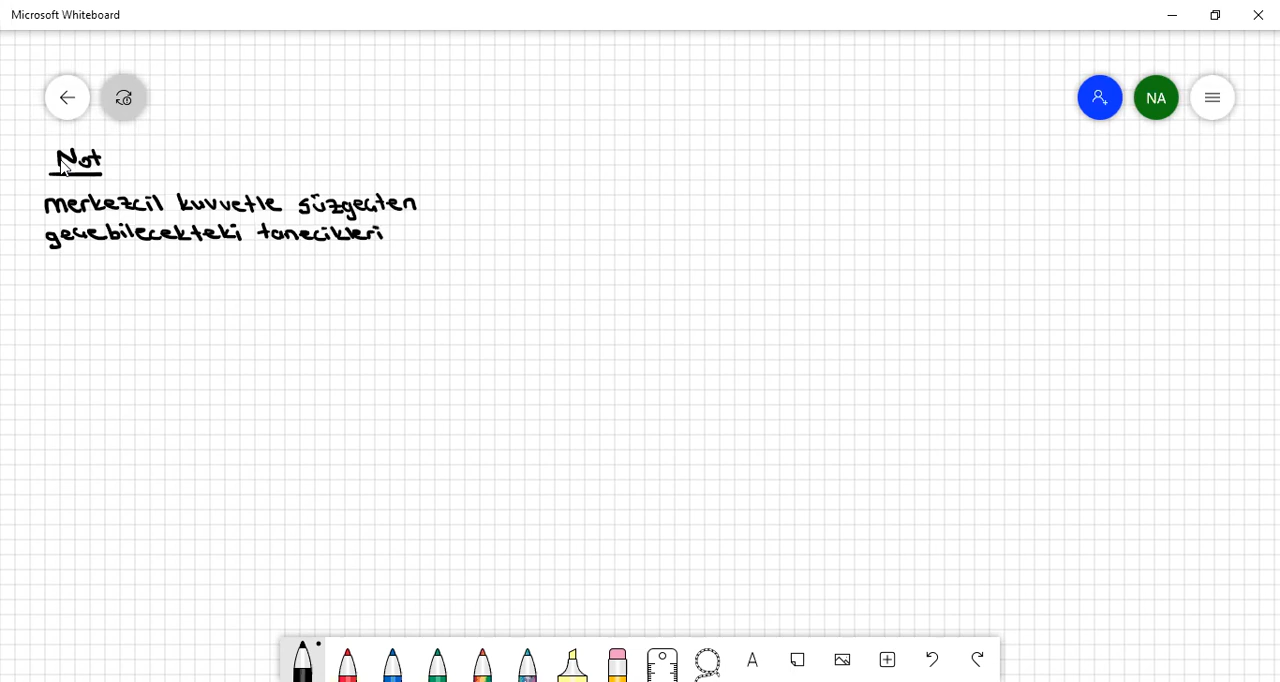 Microsoft Whiteboard
NA
Not
merkezcil kuvvetle süzgeçten
geçebilecekteki tanecikleri
A